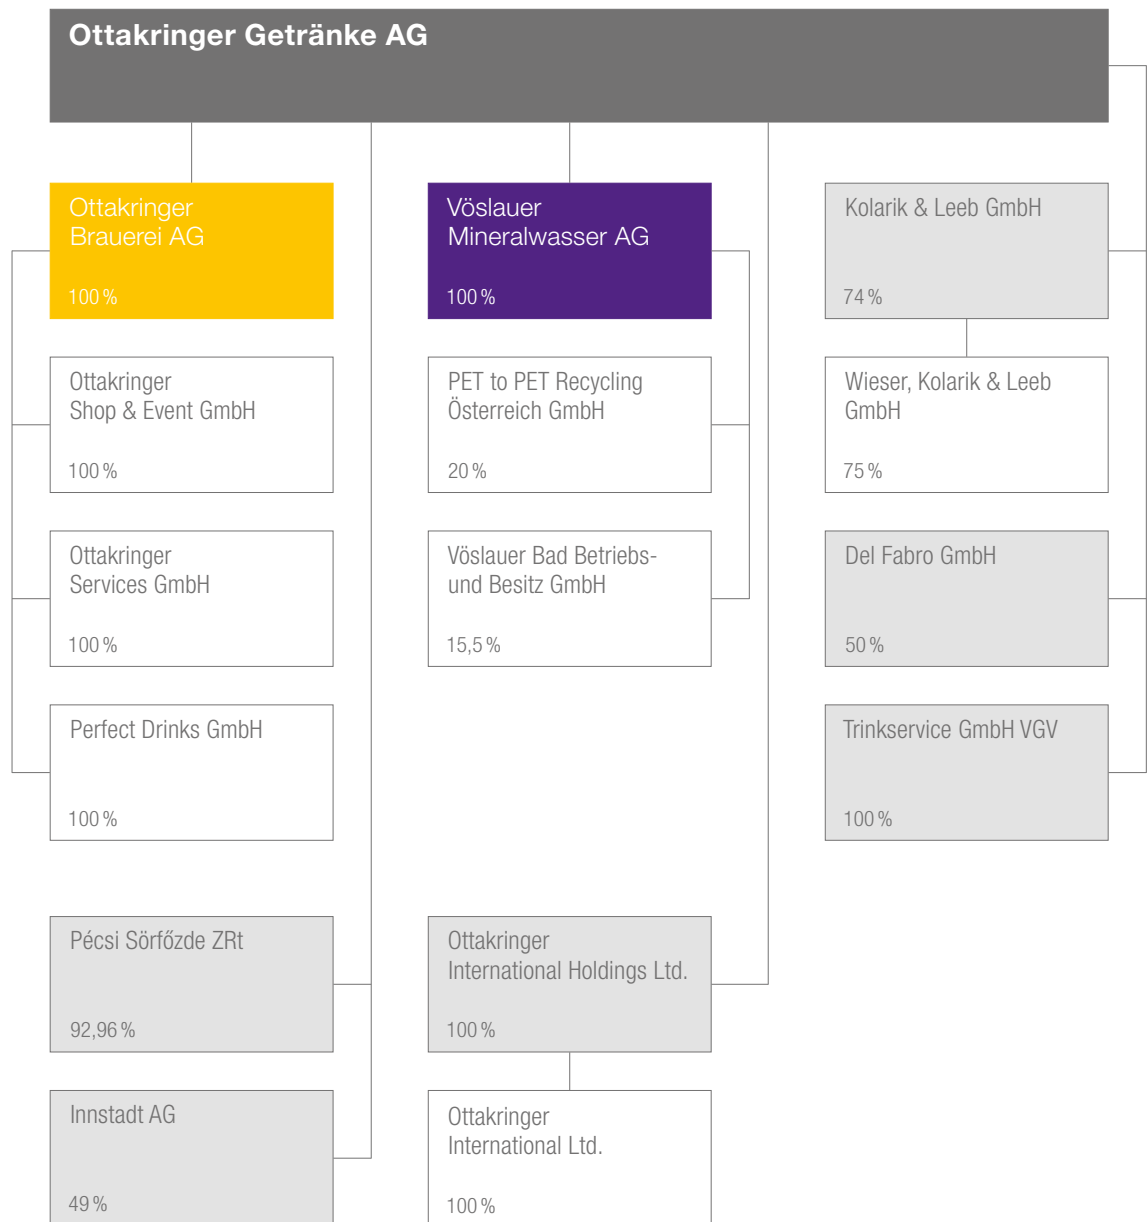 Ottakringer Getränke AG
Ottakringer
Brauerei AG
100 %
Ottakringer
Shop & Event GmbH
100 %
Ottakringer
Services GmbH
100 %
Perfect Drinks GmbH
100 %
Vöslauer
Mineralwasser AG
100 %
PET to PET Recycling
Österreich GmbH
20 %
Vöslauer Bad Betriebs-
und Besitz GmbH
15,5 %
Kolarik & Leeb GmbH
74 %
Wieser, Kolarik & Leeb
GmbH
75 %
Del Fabro GmbH
50 %
Trinkservice GmbH VGV
100 %
Pécsi Sörfőzde ZRt
92,96 %
Innstadt AG
49 %
Ottakringer
International Holdings Ltd.
100 %
Ottakringer
International Ltd.
100 %